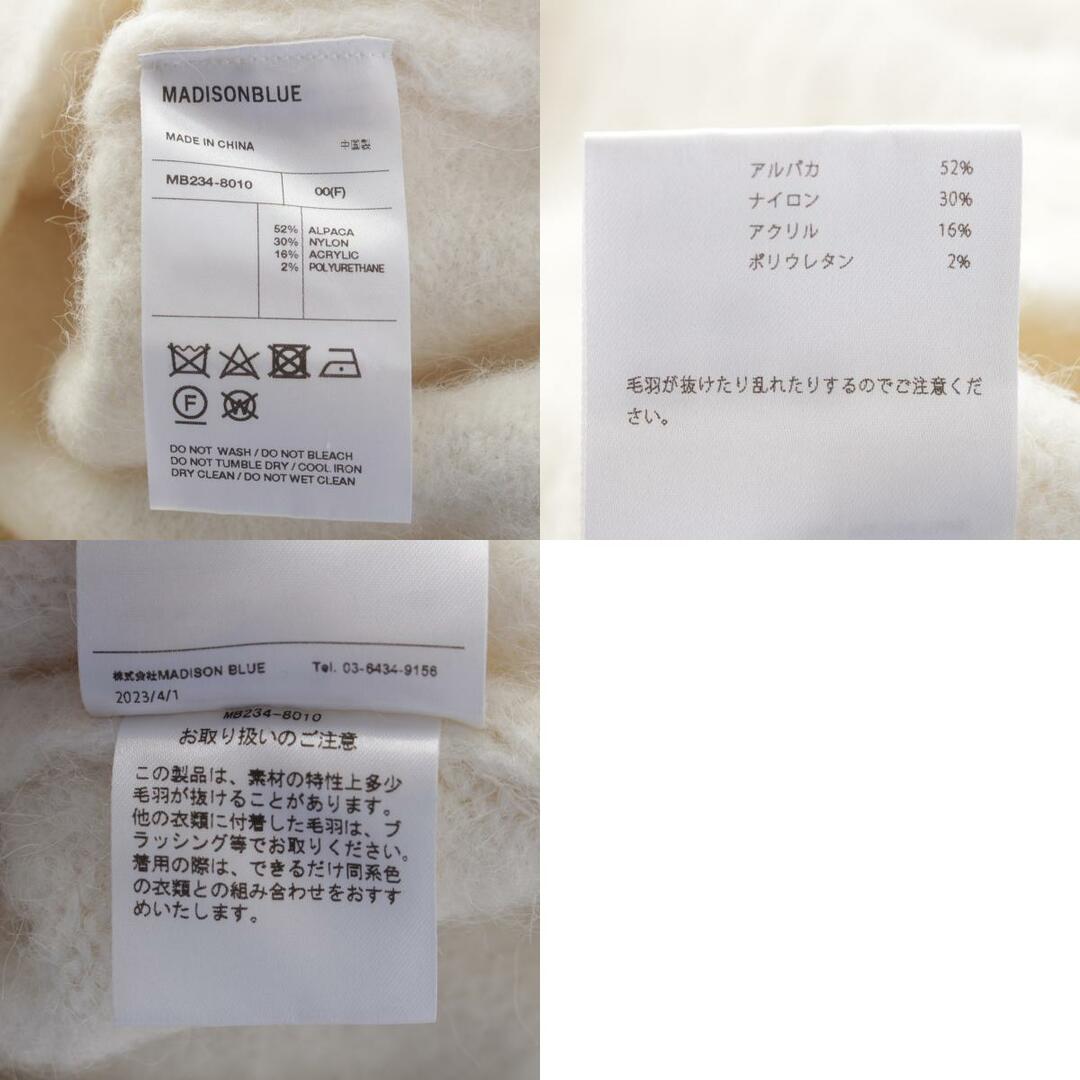 MADISONBLUE
MADE IN CHINA 中国製
MB234-8010 00(F)
52% ALPACA
30% NYLON
16% ACRYLIC
2% POLYURETHANE
F
W
DO NOT WASH / DO NOT BLEACH
DO NOT TUMBLE DRY / COOL IRON
DRY CLEAN / DO NOT WET CLEAN
アルパカ 52%
ナイロン 30%
アクリル 16%
ポリウレタン 2%
毛羽が抜けたり乱れたりするのでご注意くだ
さい。
株式会社MADISON BLUE Tel. 03-6434-9156
2023/4/1
MB234-8010
お取り扱いのご注意
この製品は、素材の特性上多少
毛羽が抜けることがあります。
他の衣類に付着した毛羽は、ブ
ラッシング等でお取りください。
着用の際は、できるだけ同系色
の衣類との組み合わせをおすす
めいたします。